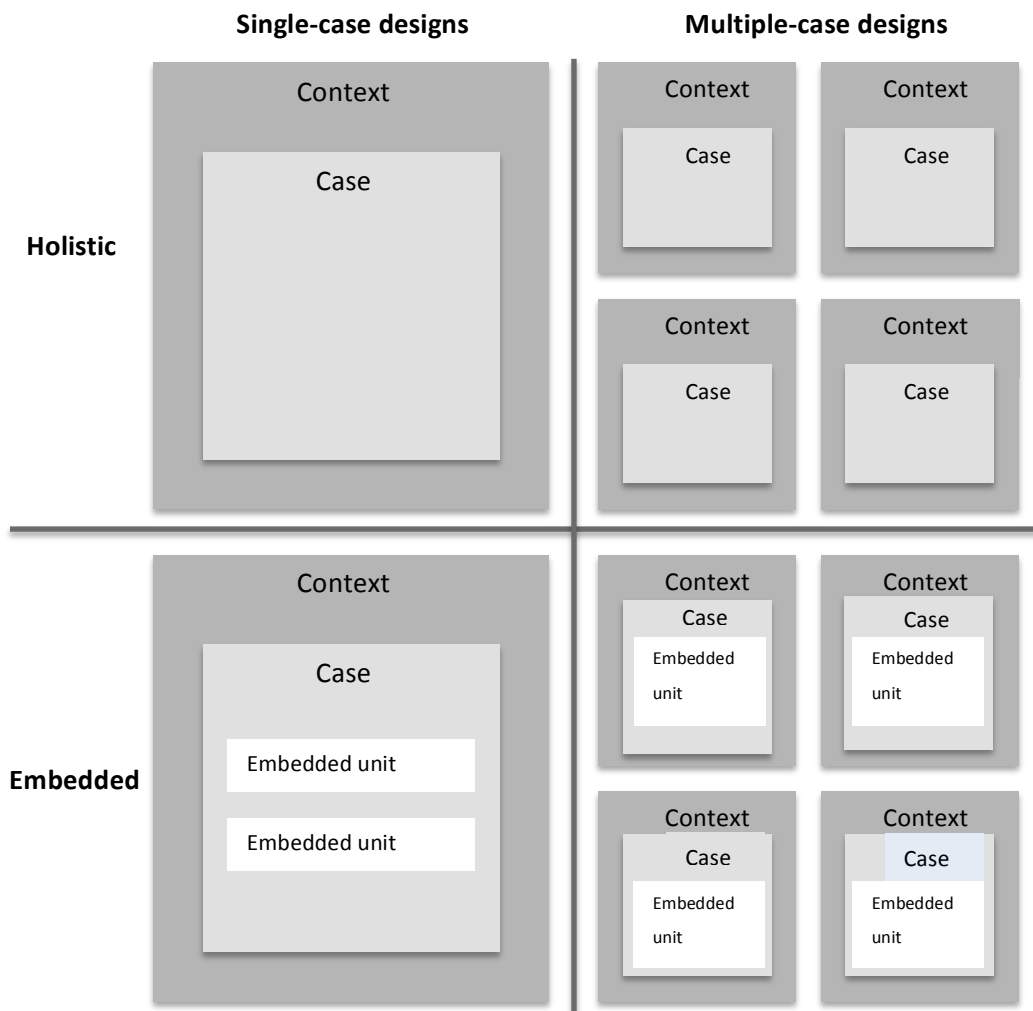 Single-case designs
Multiple-case designs
Holistic
Context
Case
Context
Case
Context
Case
Context
Case
Context
Case
Embedded
Context
Case
Embedded unit
Embedded unit
Context
Case
Embedded
unit
Context
Case
Embedded
unit
Context
Case
Embedded
unit
Context
Case
Embedded
unit